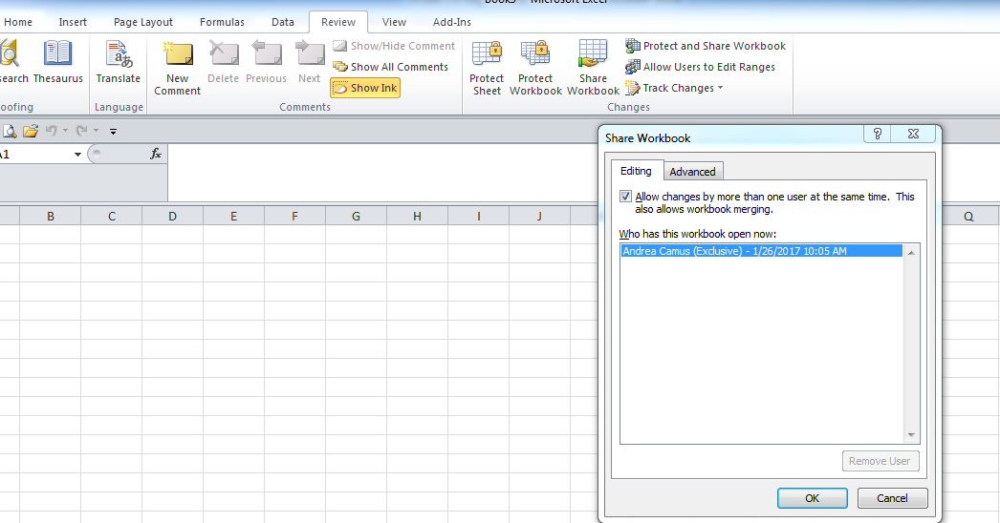 Book3 - Microsoft Excel
Home Insert Page Layout Formulas Data Review View Add-Ins
search Thesaurus
Translate
New Comment
Delete Previous Next
Show/Hide Comment
Show All Comments
Show Ink
Protect Sheet
Protect Workbook
Share Workbook
Protect and Share Workbook
Allow Users to Edit Ranges
Track Changes
oofing Language Comments Changes
A1 fx
B C D E F G H I J Q
Share Workbook ?
Editing Advanced
Allow changes by more than one user at the same time. This
also allows workbook merging.
Who has this workbook open now:
Andrea Camus (Exclusive) - 1/26/2017 10:05 AM
Remove User
OK Cancel